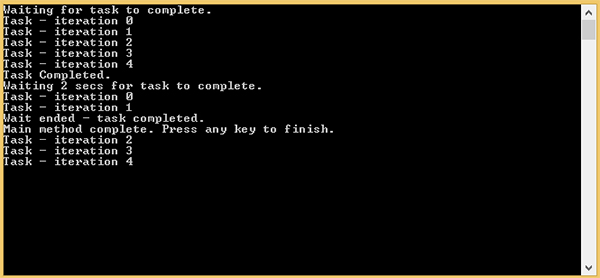 Waiting for task to complete.
Task - iteration 0
Task - iteration 1
Task - iteration 2
Task - iteration 3
Task - iteration 4
Task Completed.
Waiting 2 secs for task to complete.
Task - iteration 0
Task - iteration 1
Wait ended - task completed.
Main method complete. Press any key to finish.
Task - iteration 2
Task - iteration 3
Task - iteration 4